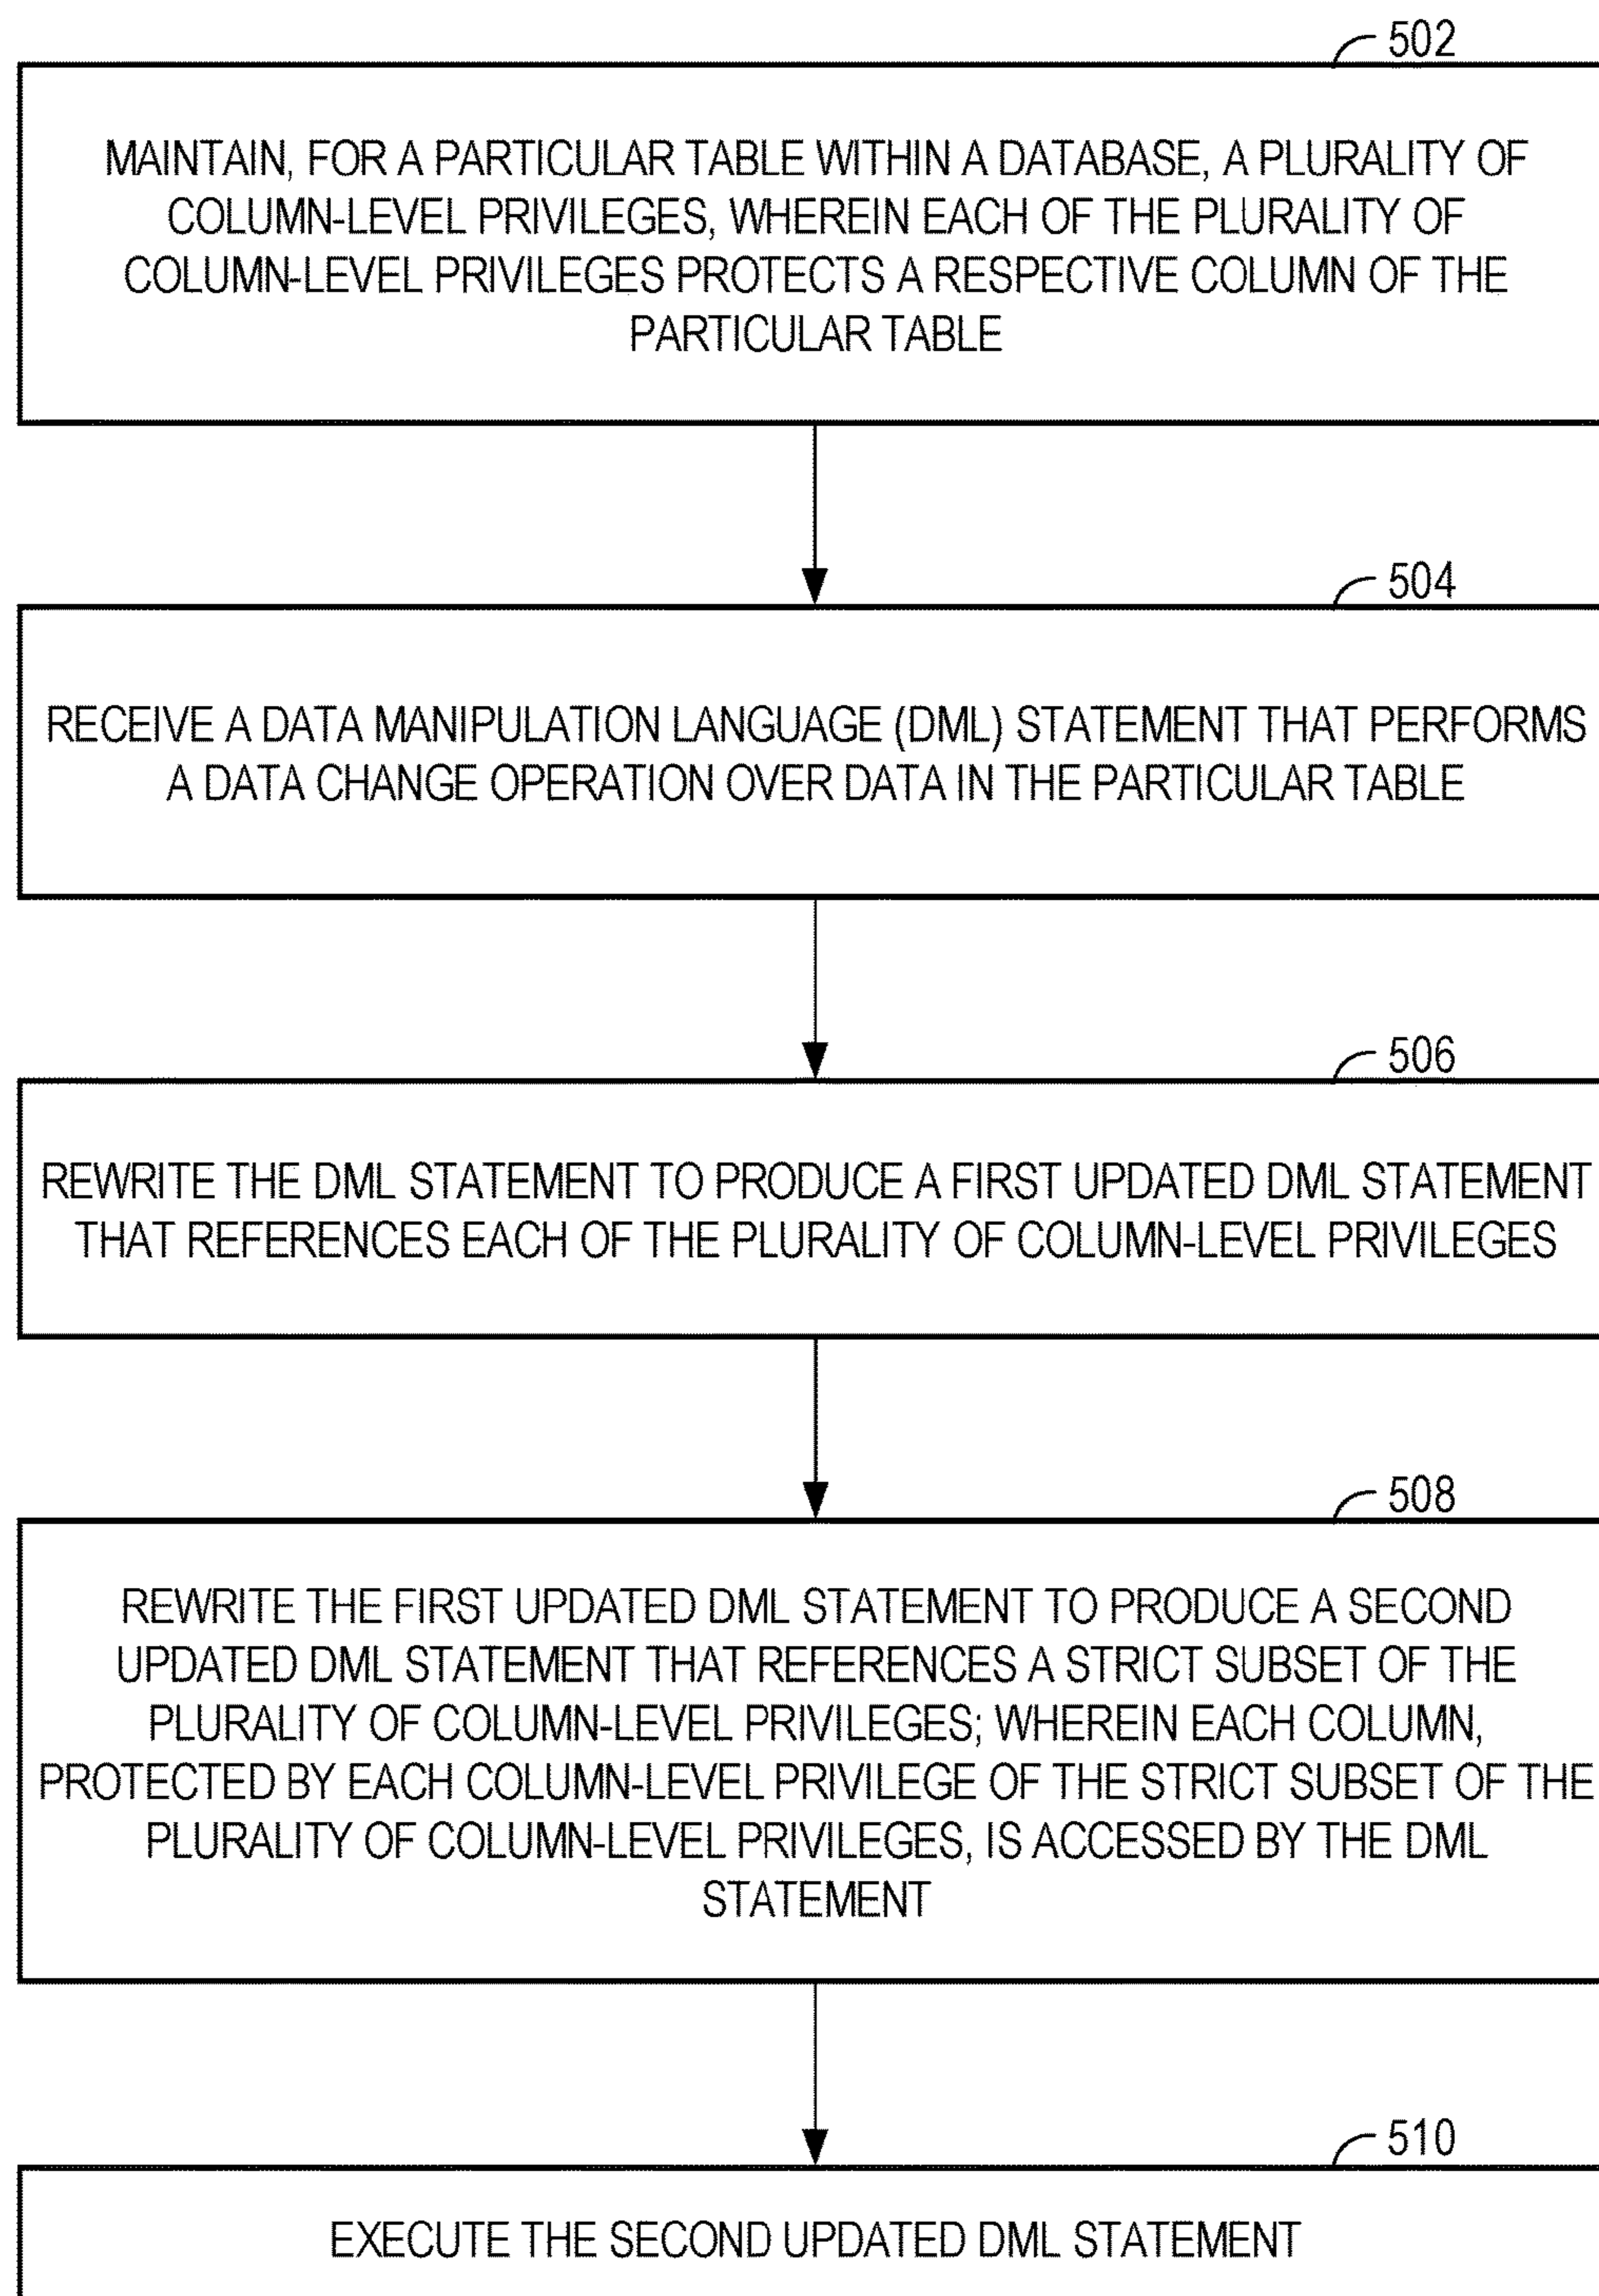 502
MAINTAIN, FOR A PARTICULAR TABLE WITHIN A DATABASE, A PLURALITY OF
COLUMN-LEVEL PRIVILEGES, WHEREIN EACH OF THE PLURALITY OF
COLUMN-LEVEL PRIVILEGES PROTECTS A RESPECTIVE COLUMN OF THE
PARTICULAR TABLE
504
RECEIVE A DATA MANIPULATION LANGUAGE (DML) STATEMENT THAT PERFORMS
A DATA CHANGE OPERATION OVER DATA IN THE PARTICULAR TABLE
506
REWRITE THE DML STATEMENT TO PRODUCE A FIRST UPDATED DML STATEMENT
THAT REFERENCES EACH OF THE PLURALITY OF COLUMN-LEVEL PRIVILEGES
508
REWRITE THE FIRST UPDATED DML STATEMENT TO PRODUCE A SECOND
UPDATED DML STATEMENT THAT REFERENCES A STRICT SUBSET OF THE
PLURALITY OF COLUMN-LEVEL PRIVILEGES; WHEREIN EACH COLUMN,
PROTECTED BY EACH COLUMN-LEVEL PRIVILEGE OF THE STRICT SUBSET OF THE
PLURALITY OF COLUMN-LEVEL PRIVILEGES, IS ACCESSED BY THE DML
STATEMENT
510
EXECUTE THE SECOND UPDATED DML STATEMENT